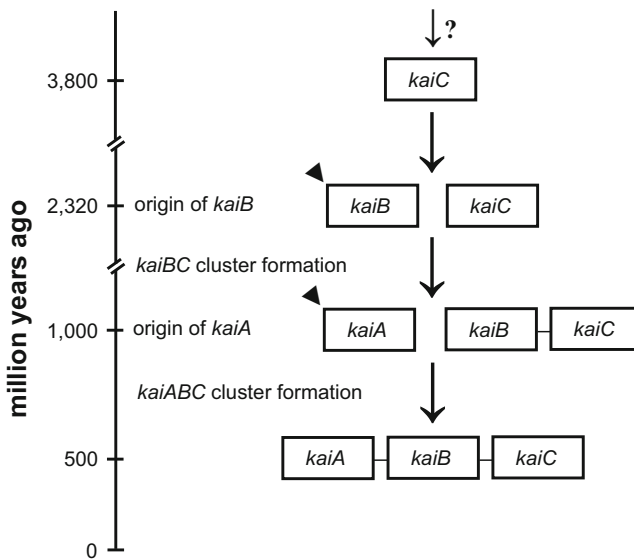 ?
3,800
kaiC
2,320
origin of kaiB
kaiB
kaiC
kaiBC cluster formation
1,000
origin of kaiA
kaiA
kaiB
kaiC
kaiABC cluster formation
500
kaiA
kaiB
kaiC
0
million years ago